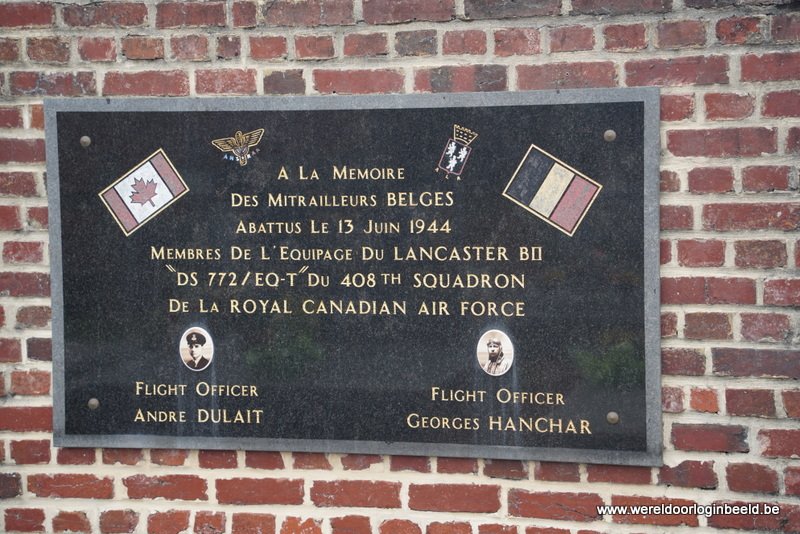 A La Memoire
Des Mitrailleurs BELGES
Abattus Le 13 Juin 1944
Membres De L'Equipage Du LANCASTER BII
"DS 772/EQ-T" Du 408TH SQUADRON
De La ROYAL CANADIAN AIR FORCE
Flight Officer
Andre DULAIT
Flight Officer
Georges HANCHAR
www.wereldoorloginbeeld.be